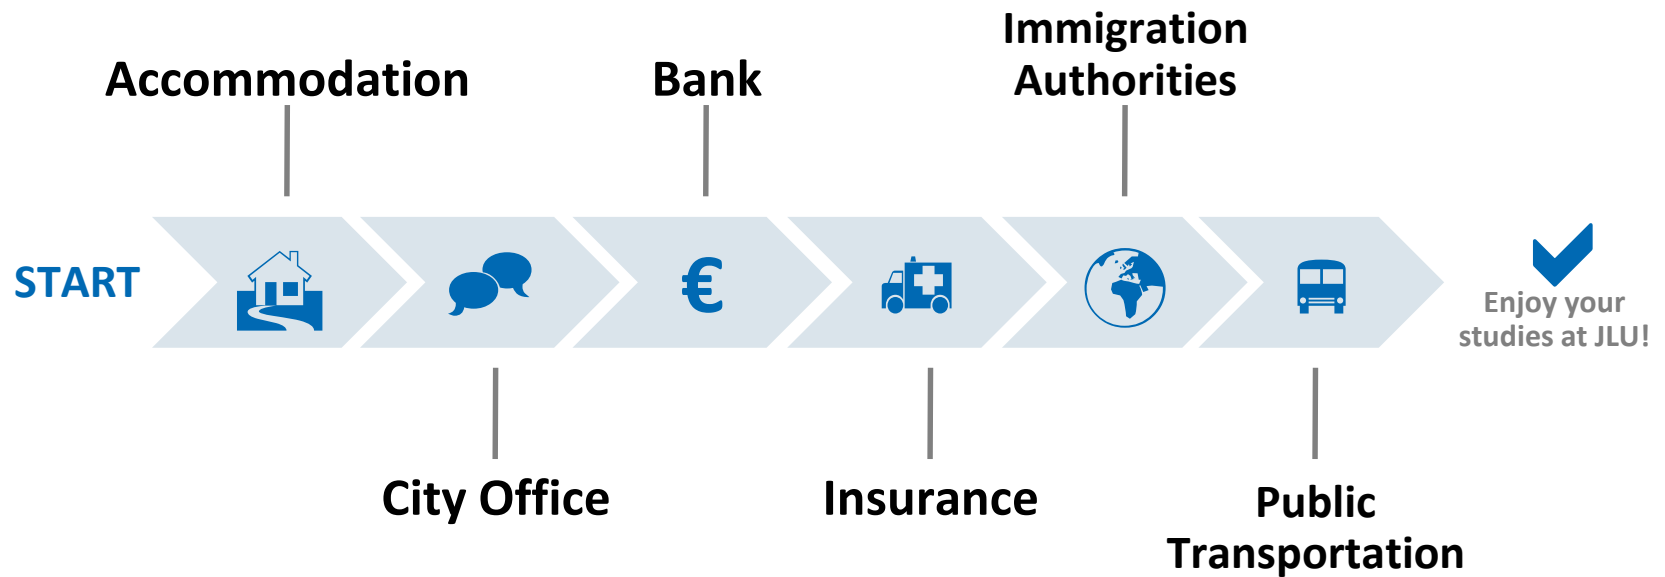 START
Accommodation
City Office
Bank
€
Insurance
Immigration
Authorities
Public
Transportation
Enjoy your
studies at JLU!